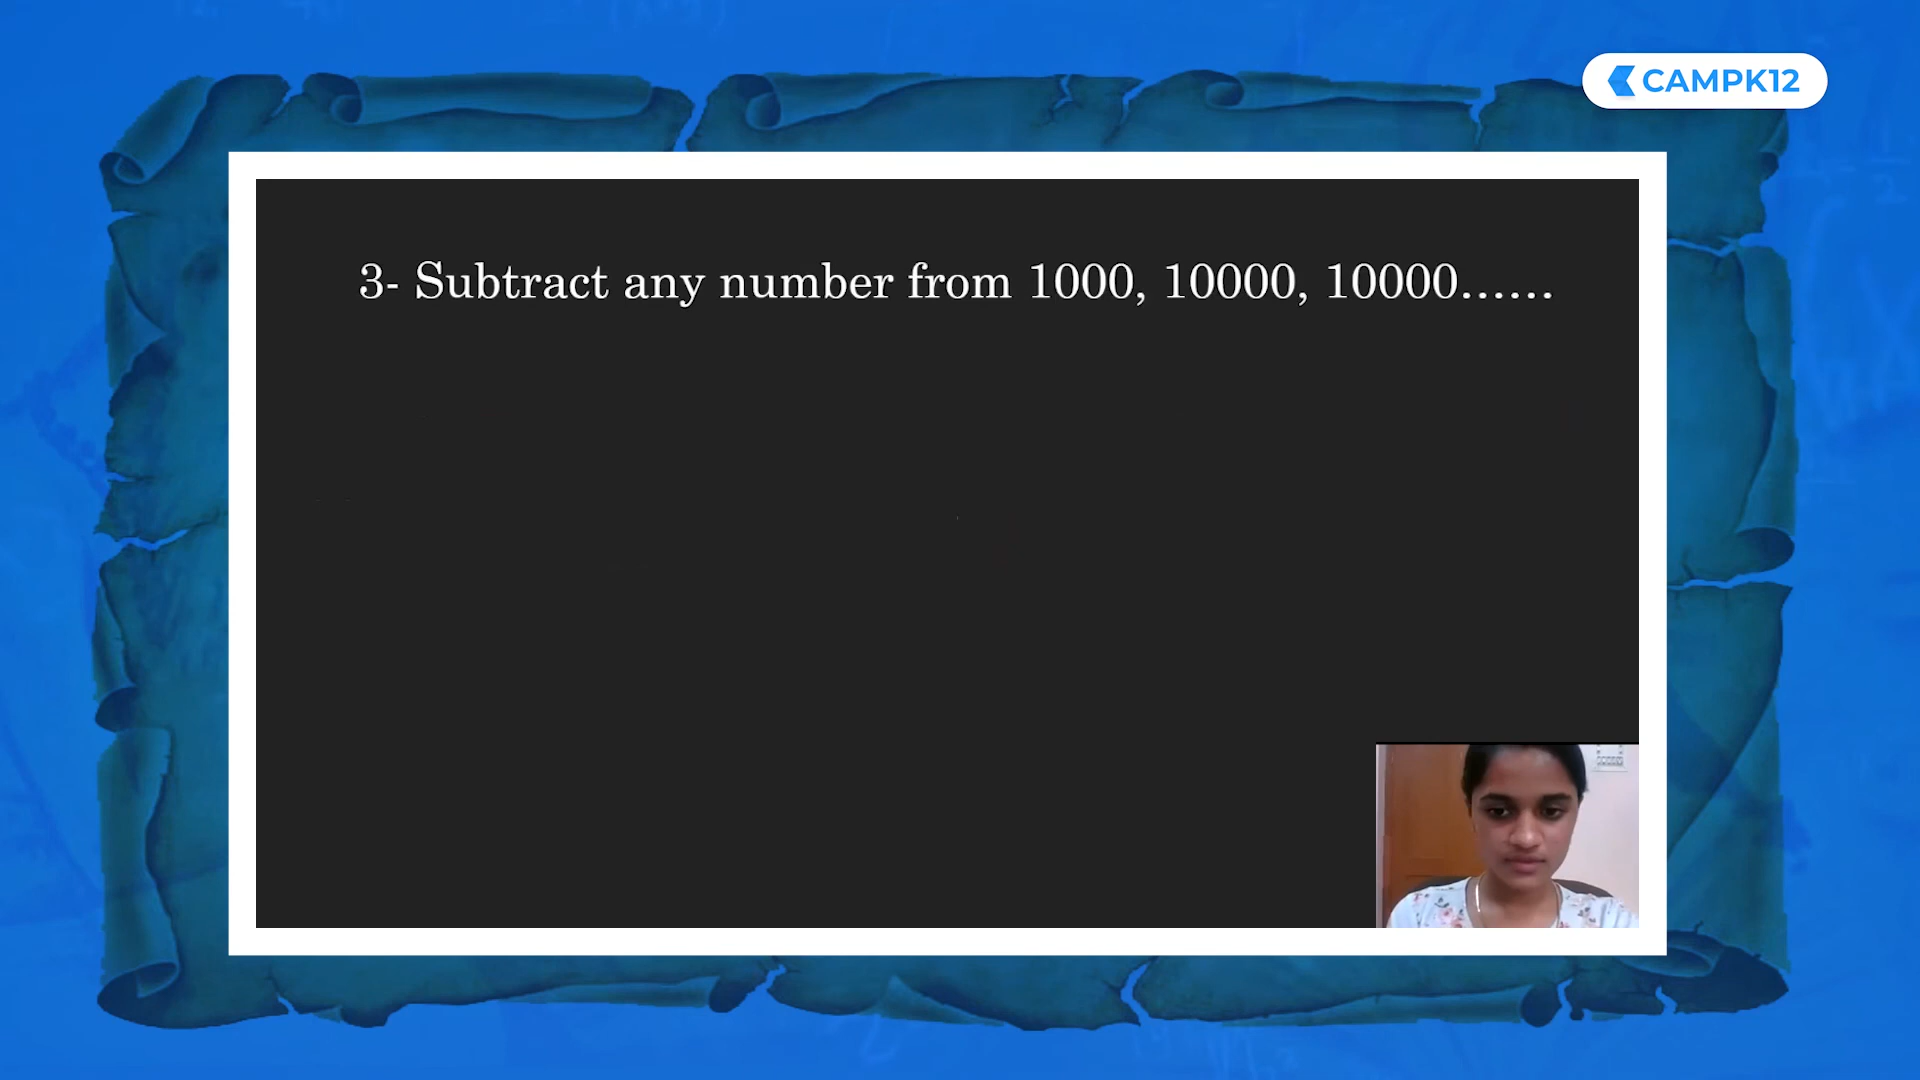 CAMPK12
3- Subtract any number from 1000, 10000, 10000......